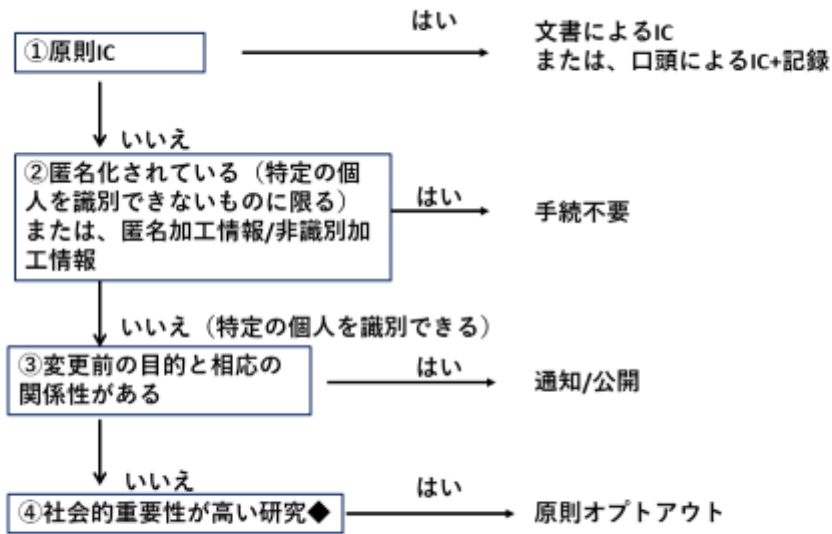 はい
①原則IC
文書によるIC
または、口頭によるIC+記録
いいえ
②匿名化されている（特定の個
人を識別できないものに限る）
または、匿名加工情報/非識別加
工情報
はい
手続不要
いいえ（特定の個人を識別できる）
③変更前の目的と相応の
関係性がある
はい
通知/公開
いいえ
④社会的重要性が高い研究◆
はい
原則オプトアウト